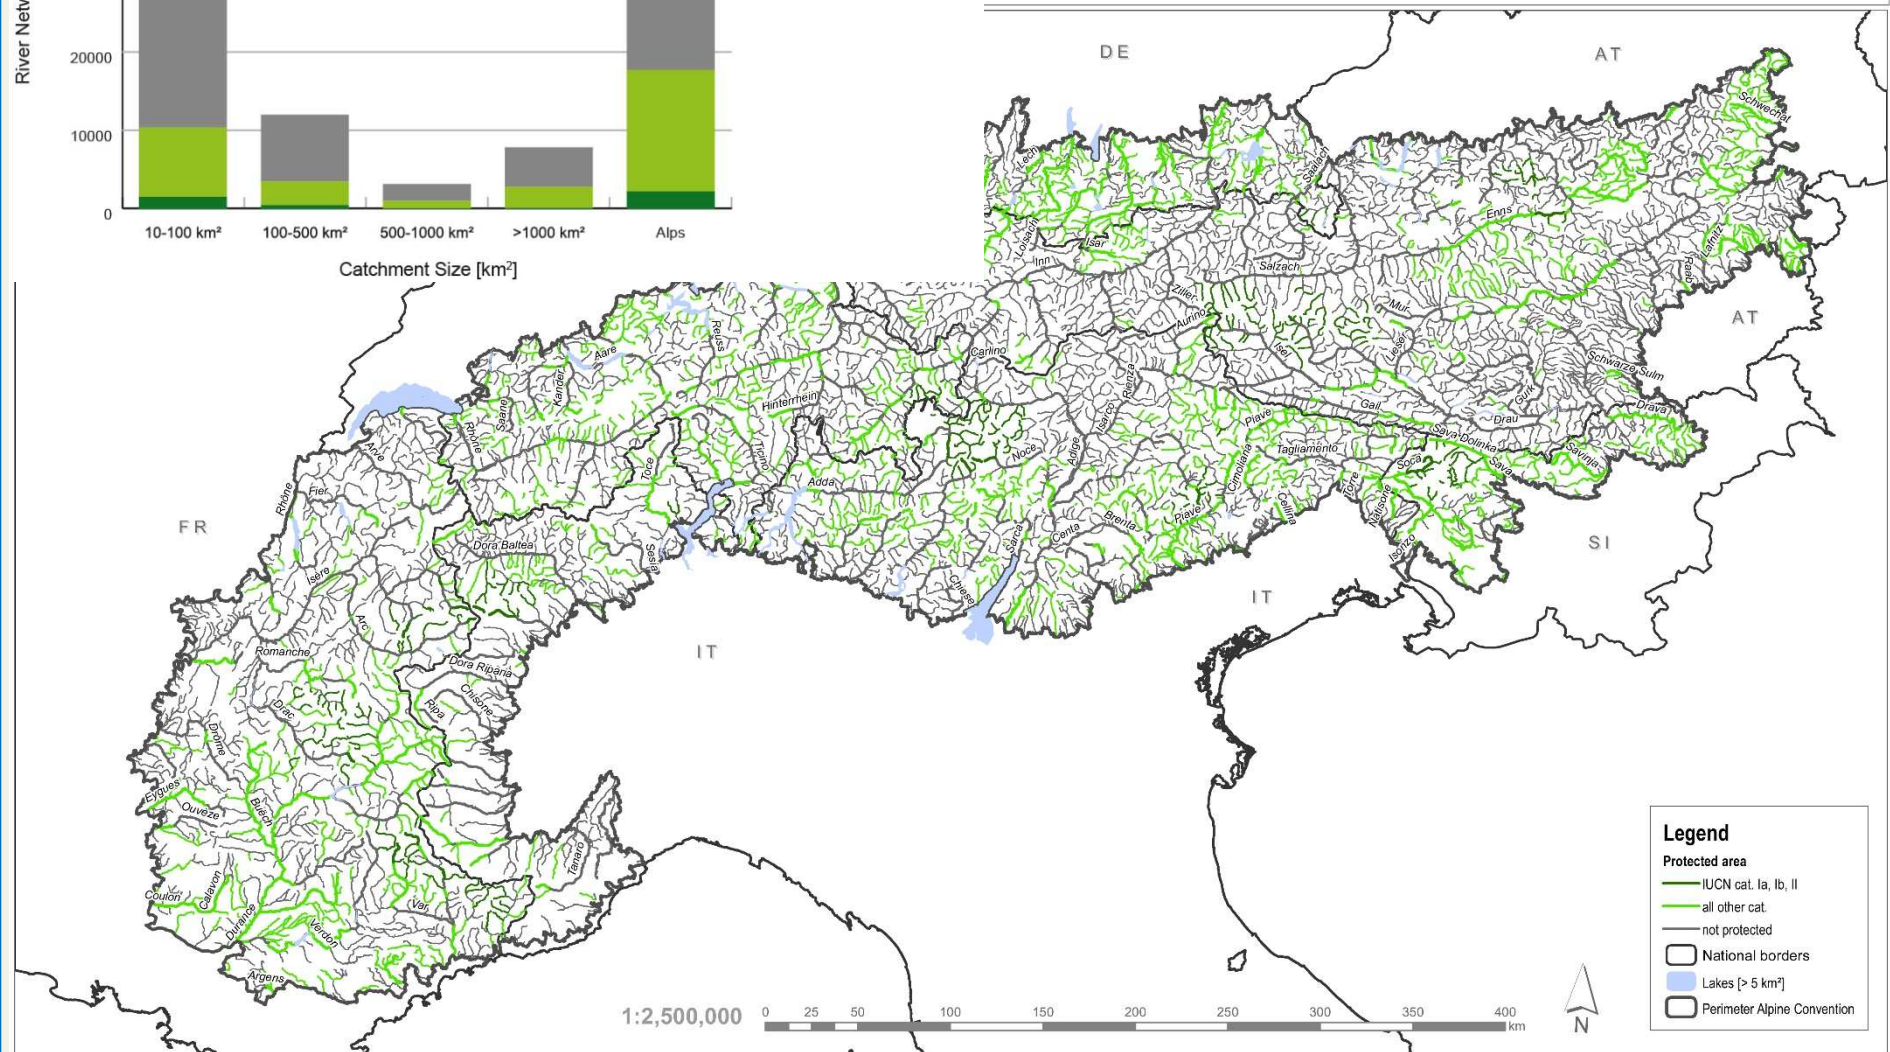 River Netw
20000
10000
0
10-100 km²
100-500 km²
500-1000 km²
>1000 km²
Alps
Catchment Size [km²]
DE
AT
Schwechat
Lech
Saalach
Enns
Loisach
Isar
Lafnitz
Inn
Salzach
Raab
Ziller
Mur
AT
Aurino
Reuss
Aare
Carlino
Isel
Lieser
Schwarze Sulm
Kander
Rienza
Gurk
Saane
Hinterrhein
Isarco
Gail
Drau
Drava
Piave
Rhône
Arve
Ticino
Adige
Noce
Cimoliana
Tagliamento
Sava Dolinka
Sava
Savinja
Toce
Soča
Adda
Torre
Rhône
Fier
Cellina
Natisone
FR
Piave
Brenta
Dora Baltea
Sesia
Sarca
Centa
Isonzo
SI
Isère
Chiese
IT
Arc
Romanche
IT
Dora Riparia
Chisone
Ripa
Drac
Drôme
Eygues
Ouvèze
Buëch
Tanaro
Legend
Protected area
IUCN cat. Ia, Ib, II
all other cat.
not protected
National borders
Lakes [> 5 km²]
Perimeter Alpine Convention
Coulon
Calavon
Var
Durance
Verdon
Argens
1:2,500,000
0 25 50 100 150 200 250 300 350 400
km
N